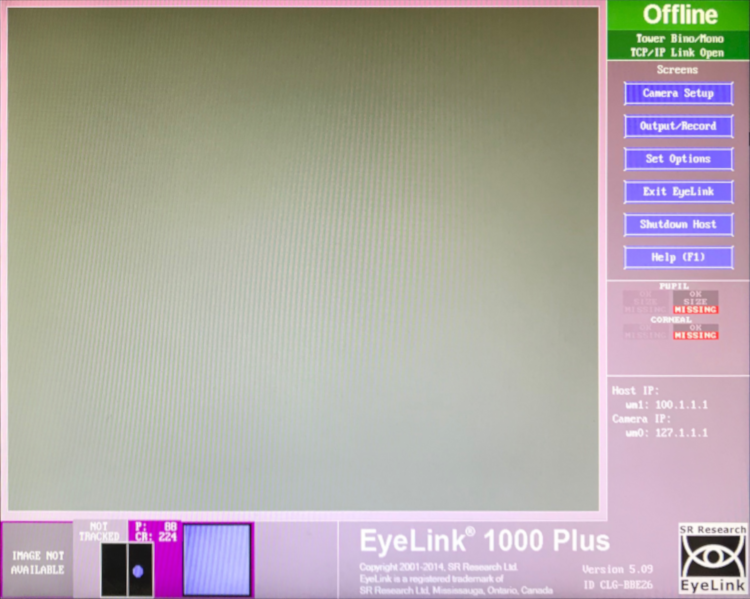 Offline
Tower Bino/Mono
TCP/IP Link Open
Screens
Camera Setup
Output/Record
Set Options
Exit EyeLink
Shutdown Host
Help (F1)
PUPIL
OK OK
SIZE SIZE
MISSING MISSING
CORNEAL
OK OK
MISSING MISSING
Host IP:
wm1: 100.1.1.1
Camera IP:
wm0: 127.1.1.1
IMAGE NOT
AVAILABLE
NOT
TRACKED
P: 88
CR: 224
EyeLink® 1000 Plus
Copyright 2001-2014, SR Research Ltd.
EyeLink is a registered trademark of
SR Research Ltd, Mississauga, Ontario, Canada
Version 5.09
ID CLG-BBE26
SR Research
EyeLink